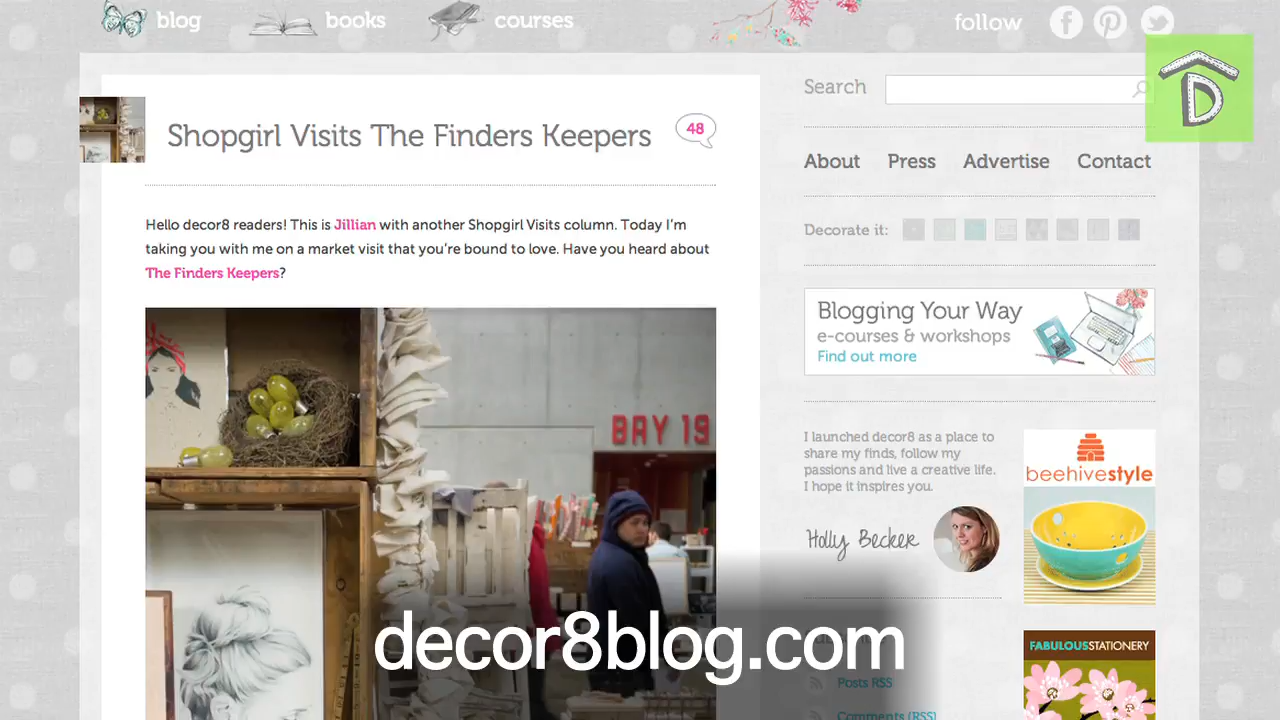 blog books courses
follow
Search
Shopgirl Visits The Finders Keepers
48
About Press Advertise Contact
Hello decor8 readers! This is Jillian with another Shopgirl Visits column. Today I'm
taking you with me on a market visit that you're bound to love. Have you heard about
The Finders Keepers?
Decorate it:
Blogging Your Way
e-courses & workshops
Find out more
BAY 19
I launched decor8 as a place to
share my finds, follow my
passions and live a creative life.
I hope it inspires you.
Holly Becker
beehivestyle
FABULOUSSTATIONERY
decor8blog.com
Posts RSS
Comments (RSS)
D